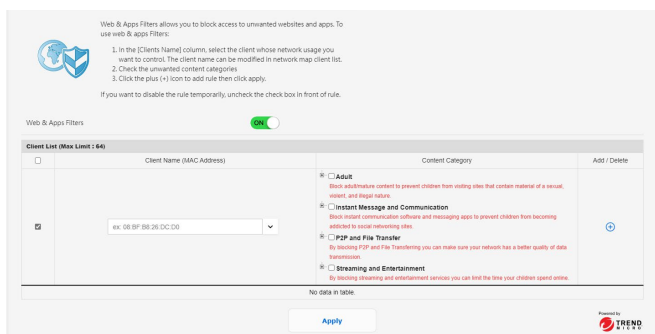 Web & Apps Filters allows you to block access to unwanted websites and apps. To
use web & apps Filters:
1. In the [Clients Name] column, select the client whose network usage you
want to control. The client name can be modified in network map client list.
2. Check the unwanted content categories
3. Click the plus (+) icon to add rule then click apply.
If you want to disable the rule temporarily, uncheck the check box in front of rule.
Web & Apps Filters
ON
Client List (Max Limit : 64)
Client Name (MAC Address)
Content Category
Add / Delete
Adult
Block adult/mature content to prevent children from visiting sites that contain material of a sexual,
violent, and illegal nature.
Instant Message and Communication
Block instant communication software and messaging apps to prevent children from becoming
addicted to social networking sites.
ex: 08:BF:B8:26:DC:D0
P2P and File Transfer
By blocking P2P and File Transferring you can make sure your network has a better quality of data
transmission.
Streaming and Entertainment
By blocking streaming and entertainment services you can limit the time your children spend online.
No data in table.
Apply
Powered by
TREND
MICRO